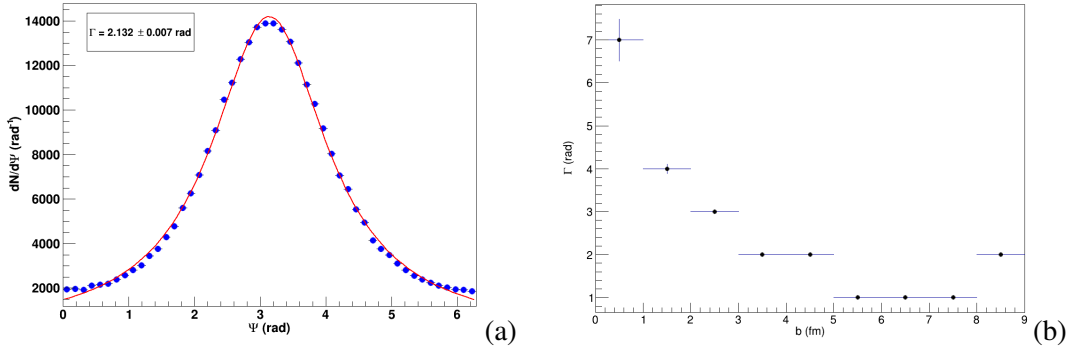 14000
12000
10000
8000
6000
4000
2000
dN/dΨ (rad⁻¹)
Γ = 2.132 ± 0.007 rad
0 1 2 3 4 5 6
Ψ (rad)
(a)
7
6
5
4
3
2
1
Γ (rad)
0 1 2 3 4 5 6 7 8 9
b (fm)
(b)